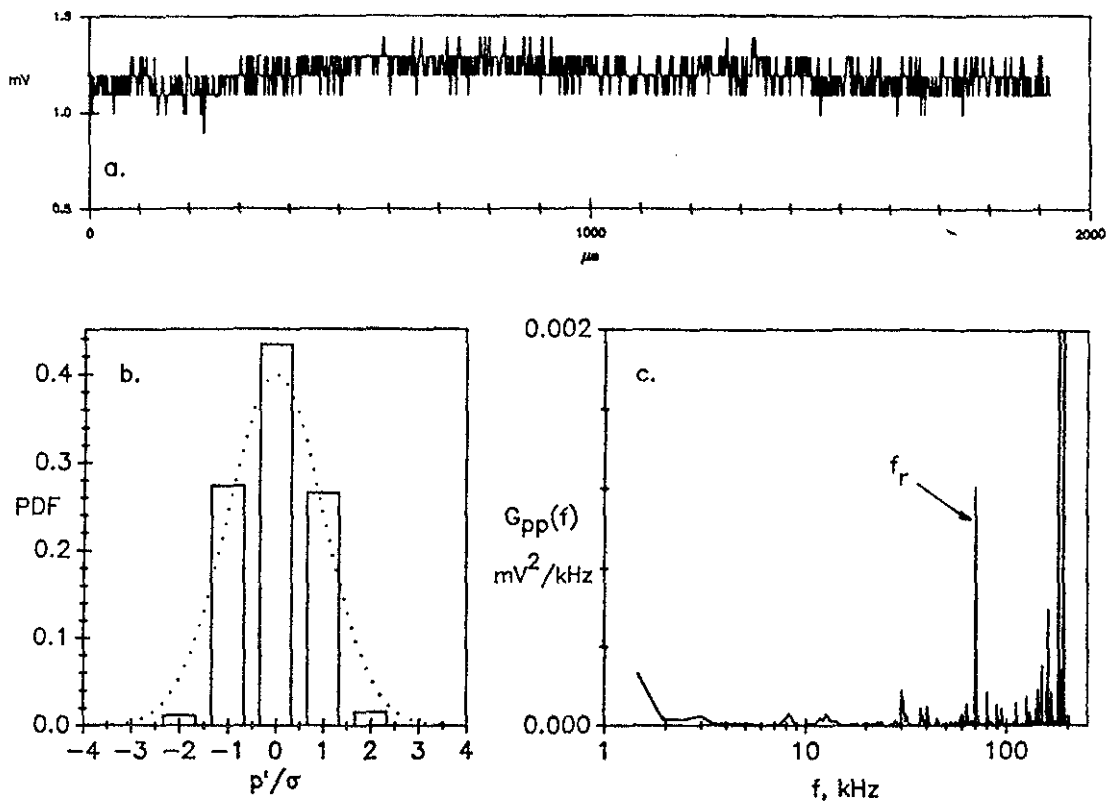 1.5
mV
1.0
a.
0.5
0 1000 2000
μs
b.
0.4
0.3
PDF
0.2
0.1
0.0
-4 -3 -2 -1 0 1 2 3 4
p'/σ
0.002
c.
f_r
G_pp(f)
mV²/kHz
0.000
1 10 100
f, kHz